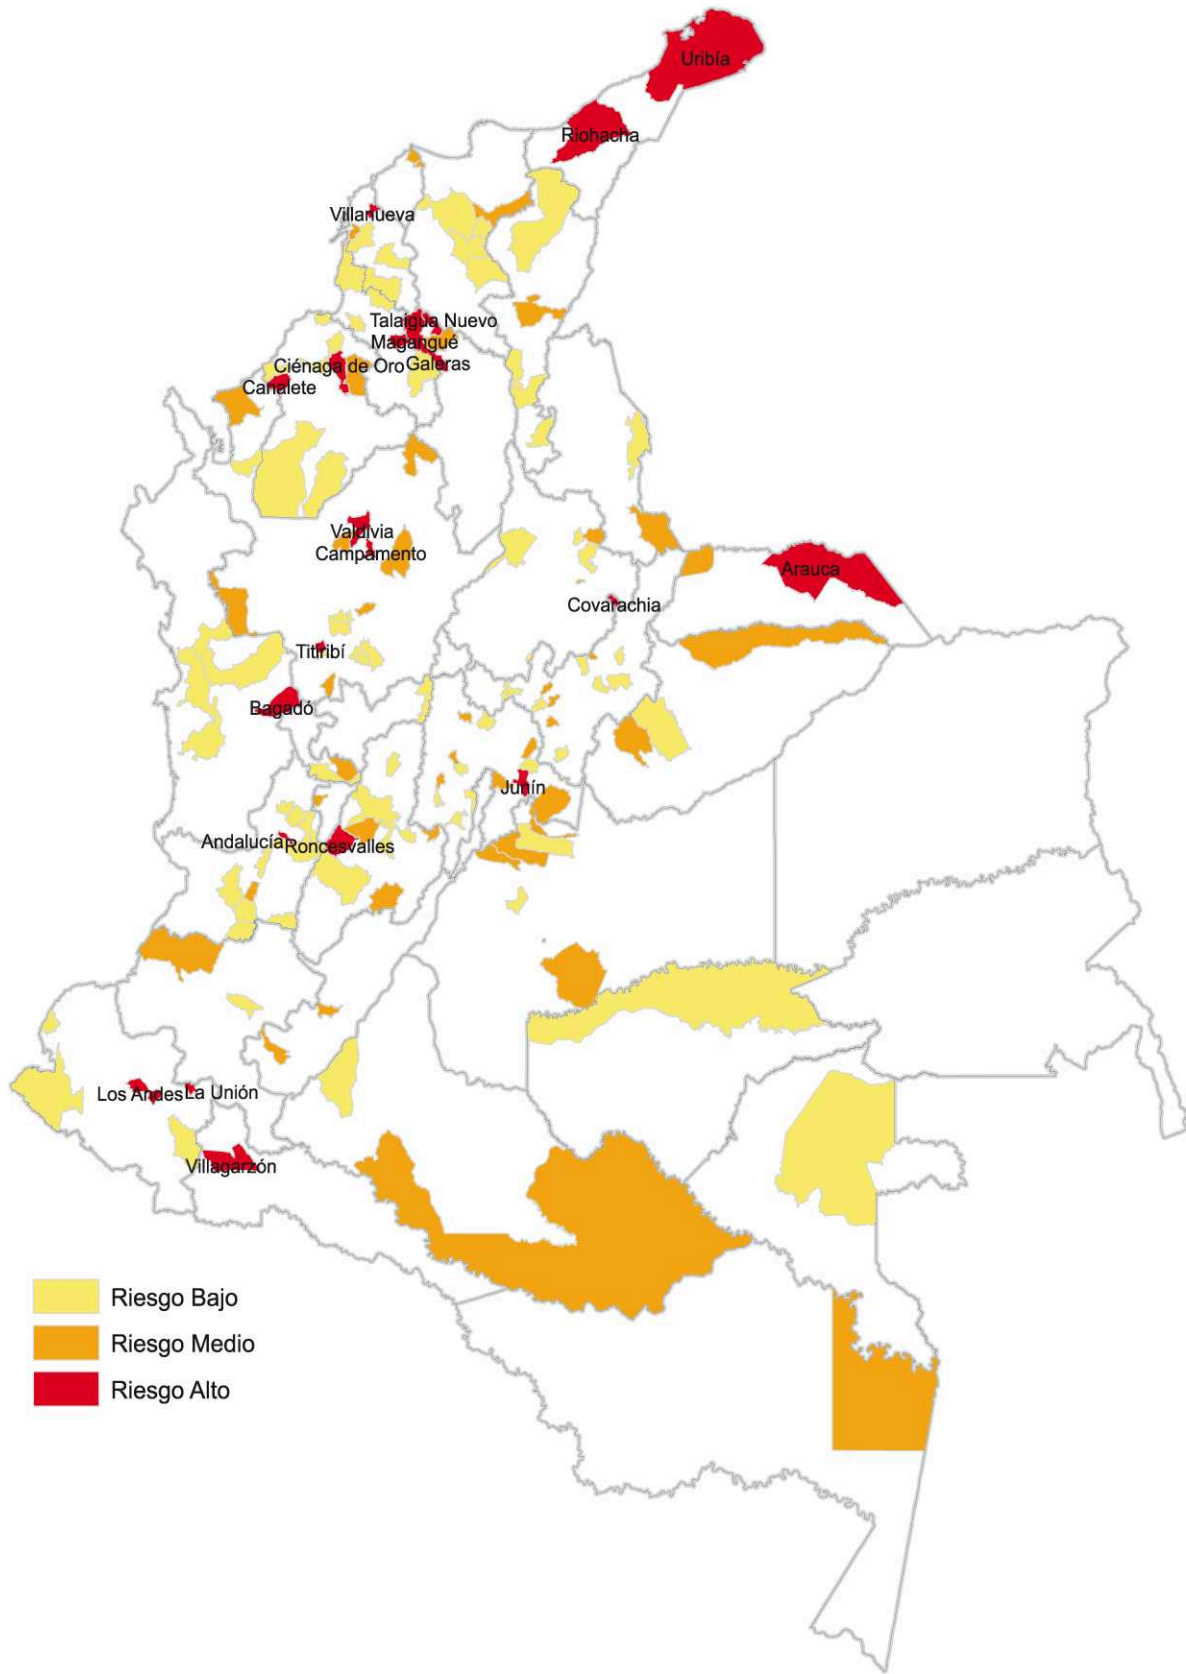 Uribía
Riohacha
Villanueva
Talaigua Nuevo
Magangué
Ciénaga de Oro
Galeras
Canalete
Valdivia
Campamento
Arauca
Covarachia
Titiribí
Bagadó
Junín
Andalucía
Roncesvalles
Los Andes
La Unión
Villagarzón
Riesgo Bajo
Riesgo Medio
Riesgo Alto